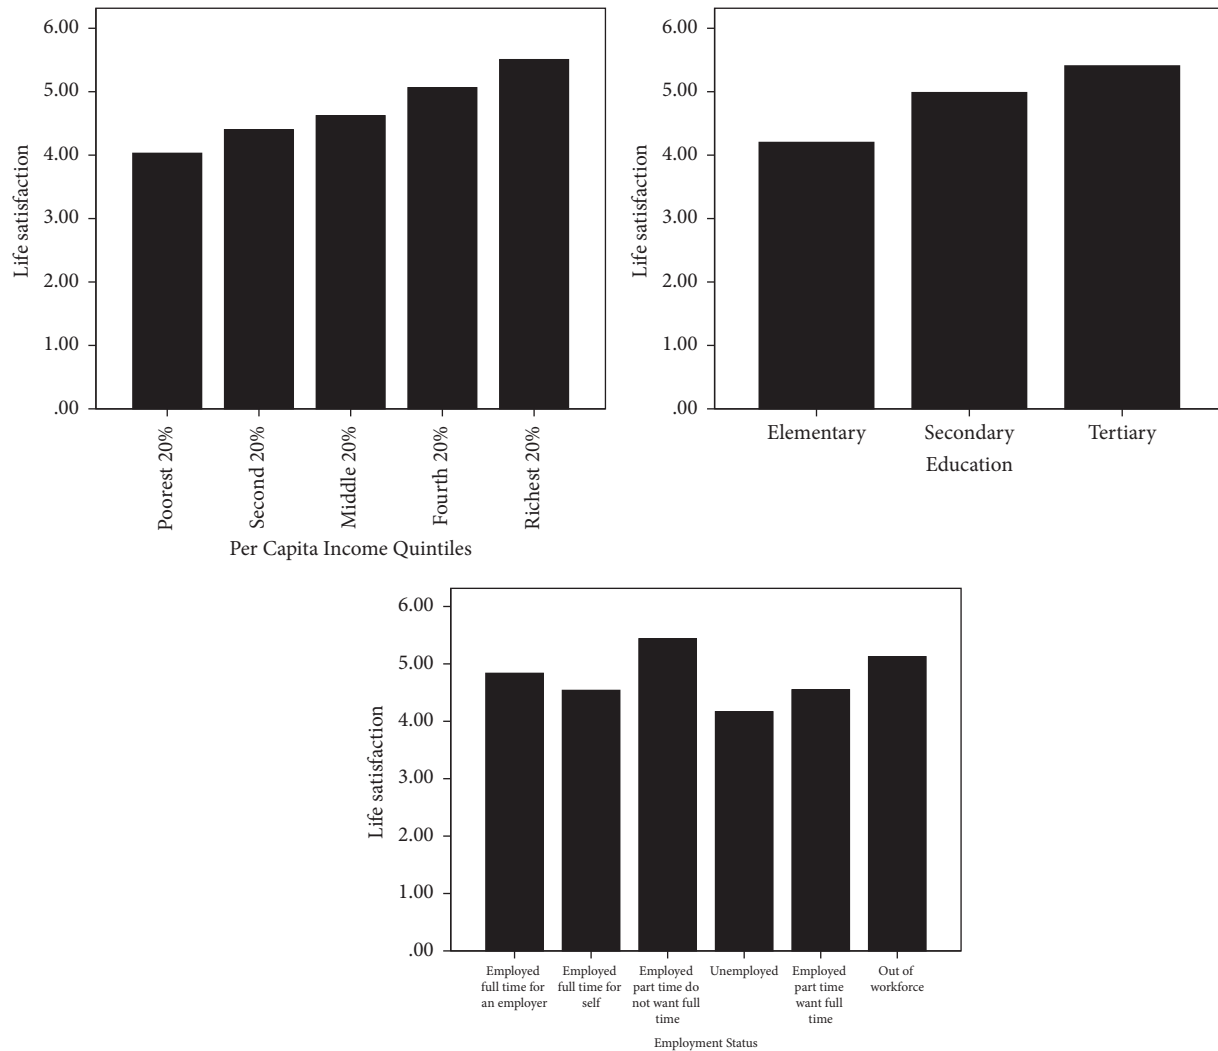 6.00
5.00
4.00
3.00
2.00
1.00
.00
Life satisfaction
Poorest 20%
Second 20%
Middle 20%
Fourth 20%
Richest 20%
Per Capita Income Quintiles
6.00
5.00
4.00
3.00
2.00
1.00
.00
Life satisfaction
Elementary
Secondary
Tertiary
Education
6.00
5.00
4.00
3.00
2.00
1.00
.00
Life satisfaction
Employed
full time for
an employer
Employed
full time for
self
Employed
part time do
not want full
time
Unemployed
Employed
part time
want full
time
Out of
workforce
Employment Status